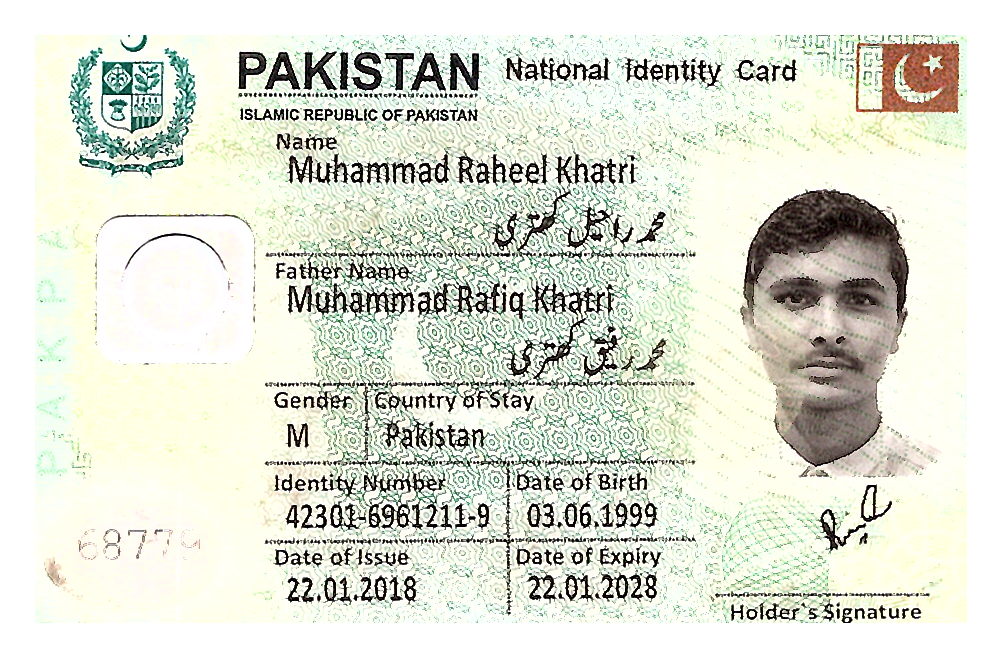 PAKISTAN National Identity Card
ISLAMIC REPUBLIC OF PAKISTAN
Name
Muhammad Raheel Khatri
محمد راحیل کھتری
Father Name
Muhammad Rafiq Khatri
محمد رفیق کھتری
Gender Country of Stay
M Pakistan
Identity Number Date of Birth
42301-6961211-9 03.06.1999
Date of Issue Date of Expiry
22.01.2018 22.01.2028
Holder`s Signature